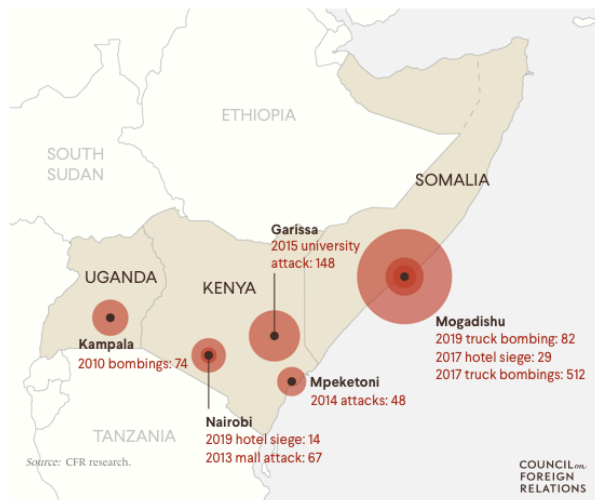 ETHIOPIA
SOUTH
SUDAN
SOMALIA
Garissa
2015 university
attack: 148
UGANDA
KENYA
Kampala
2010 bombings: 74
Mogadishu
2019 truck bombing: 82
2017 hotel siege: 29
2017 truck bombings: 512
Mpeketoni
2014 attacks: 48
Nairobi
2019 hotel siege: 14
2013 mall attack: 67
TANZANIA
Source: CFR research.
COUNCIL on
FOREIGN
RELATIONS